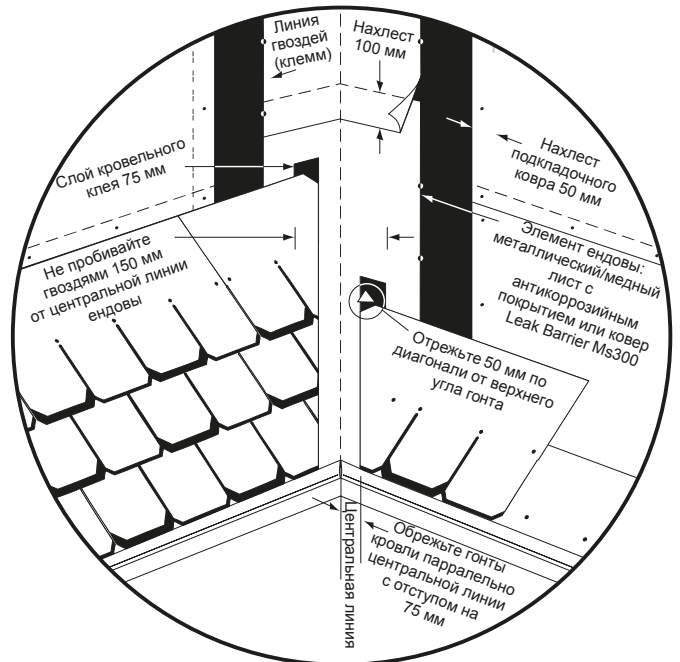 Линия
гвоздей
(клемм)
Нахлест
100 мм
Слой кровельного
клея 75 мм
Нахлест
подкладочного
ковра 50 мм
Не пробивайте
гвоздями 150 мм
от центральной линии
ендовы
Элемент ендовы:
металлический/медный
лист с
антикоррозийным
покрытием или ковер
Leak Barrier Ms300
Отрежьте 50 мм по
диагонали от верхнего
угла гонта
Центральная линия
Обрежьте гонты
кровли парралельно
центральной линии
с отступом на
75 мм